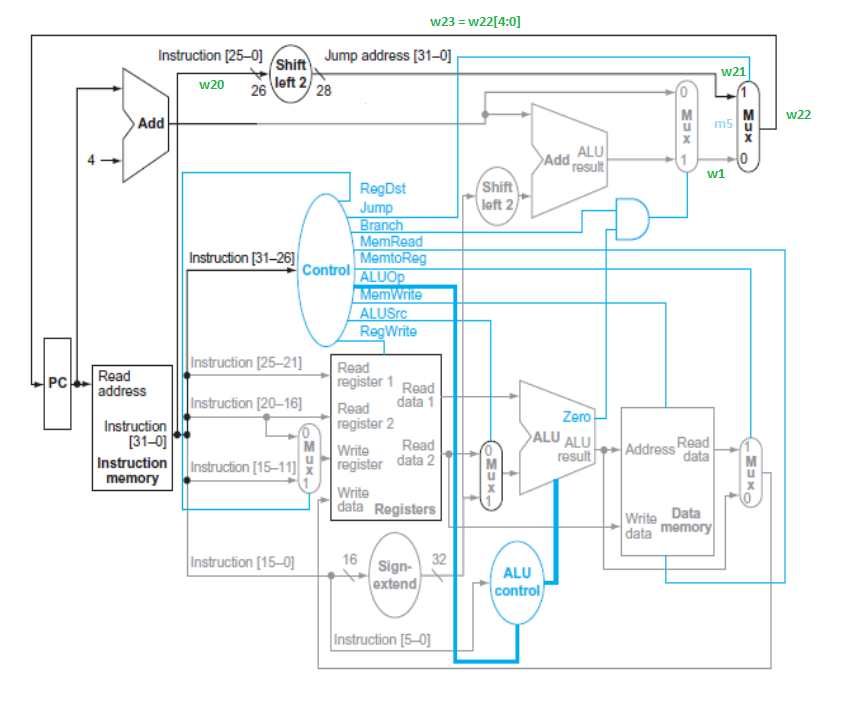 w23 = w22[4:0]
Instruction [25–0]
Shift
left 2
Jump address [31–0]
w20
26
28
w21
1
Mux
0
w22
m5
w1
Add
4
0
Mux
1
Add
ALU
result
Shift
left 2
RegDst
Jump
Branch
MemRead
MemtoReg
ALUOp
MemWrite
ALUSrc
RegWrite
Instruction [31–26]
Control
PC
Read
address
Instruction
[31–0]
Instruction
memory
Instruction [25–21]
Instruction [20–16]
Instruction [15–11]
0
Mux
1
Read
register 1
Read
register 2
Write
register
Write
data
Registers
Read
data 1
Read
data 2
0
Mux
1
Zero
ALU
ALU
result
Address
Read
data
Write
data
Data
memory
1
Mux
0
Instruction [15–0]
16
Sign-
extend
32
ALU
control
Instruction [5–0]